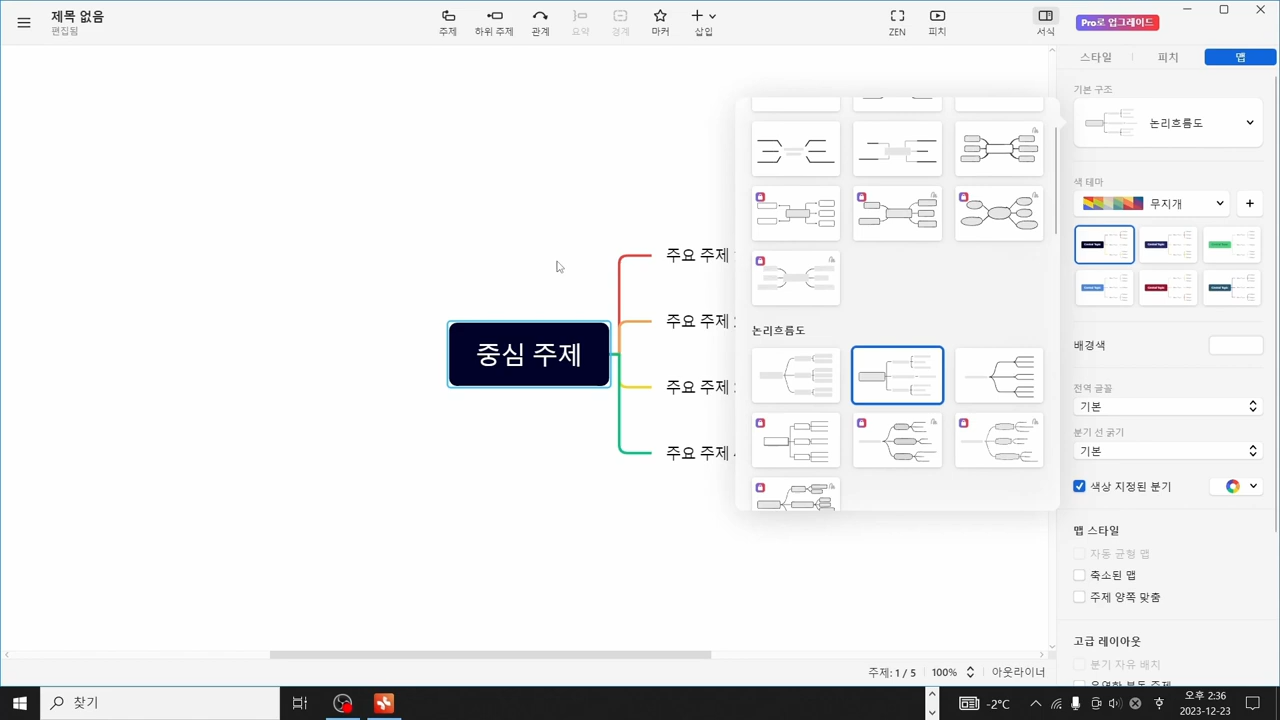 제목 없음
편집됨
주제
하위 주제
관계
요약
경계
마커
삽입
ZEN
피치
서식
Pro로 업그레이드
스타일
피치
맵
기본 구조
논리흐름도
색 테마
무지개
배경색
전역 글꼴
기본
분기 선 굵기
기본
색상 지정된 분기
맵 스타일
자동 균형 맵
축소된 맵
주제 양쪽 맞춤
고급 레이아웃
분기 자유 배치
논리흐름도
중심 주제
주요 주제
주요 주제
주요 주제
주요 주제
주제: 1 / 5
100%
아웃라이너
찾기
-2°C
오후 2:36
2023-12-23